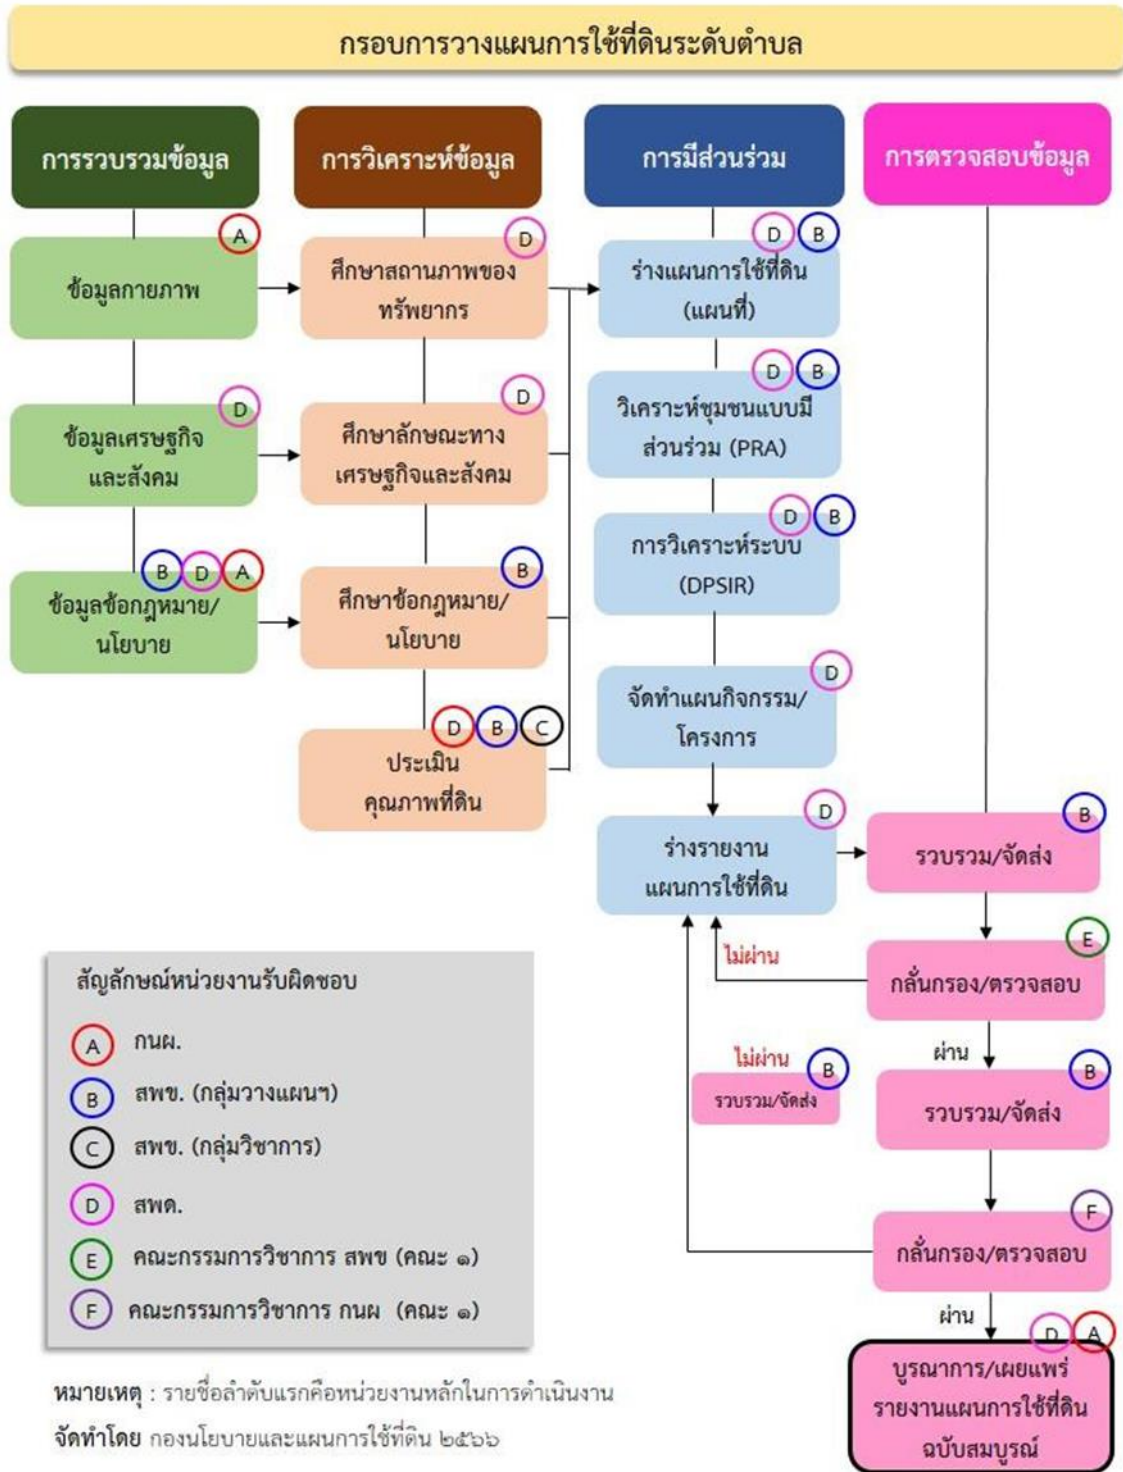 กรอบการวางแผนการใช้ที่ดินระดับตำบล
การรวบรวมข้อมูล
A
ข้อมูลกายภาพ
D
ข้อมูลเศรษฐกิจ
และสังคม
B D A
ข้อมูลข้อกฎหมาย/
นโยบาย
การวิเคราะห์ข้อมูล
D
ศึกษาสถานภาพของ
ทรัพยากร
D
ศึกษาลักษณะทาง
เศรษฐกิจและสังคม
B
ศึกษาข้อกฎหมาย/
นโยบาย
D B C
ประเมิน
คุณภาพที่ดิน
การมีส่วนร่วม
D B
ร่างแผนการใช้ที่ดิน
(แผนที่)
D B
วิเคราะห์ชุมชนแบบมี
ส่วนร่วม (PRA)
D B
การวิเคราะห์ระบบ
(DPSIR)
D
จัดทำแผนกิจกรรม/
โครงการ
D
ร่างรายงาน
แผนการใช้ที่ดิน
การตรวจสอบข้อมูล
B
รวบรวม/จัดส่ง
E
กลั่นกรอง/ตรวจสอบ
ไม่ผ่าน
ผ่าน
B
รวบรวม/จัดส่ง
ไม่ผ่าน
B
รวบรวม/จัดส่ง
F
กลั่นกรอง/ตรวจสอบ
ผ่าน
D A
บูรณาการ/เผยแพร่
รายงานแผนการใช้ที่ดิน
ฉบับสมบูรณ์
สัญลักษณ์หน่วยงานรับผิดชอบ
A กนผ.
B สพข. (กลุ่มวางแผนฯ)
C สพข. (กลุ่มวิชาการ)
D สพด.
E คณะกรรมการวิชาการ สพข (คณะ ๑)
F คณะกรรมการวิชาการ กนผ (คณะ ๑)
หมายเหตุ : รายชื่อลำดับแรกคือหน่วยงานหลักในการดำเนินงาน
จัดทำโดย กองนโยบายและแผนการใช้ที่ดิน ๒๕๖๖